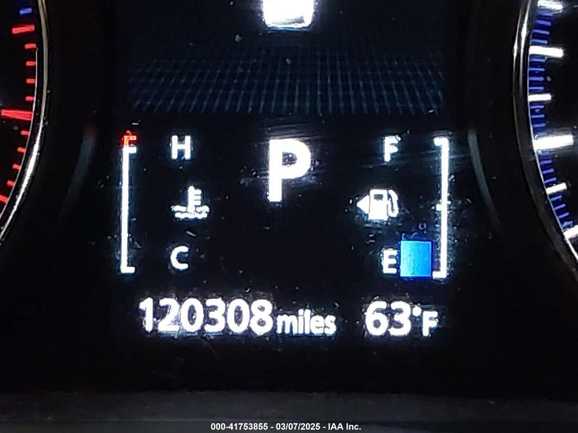 H P F
C E
120308 miles 63°F
000-41753855 - 03/07/2025 - IAA Inc.